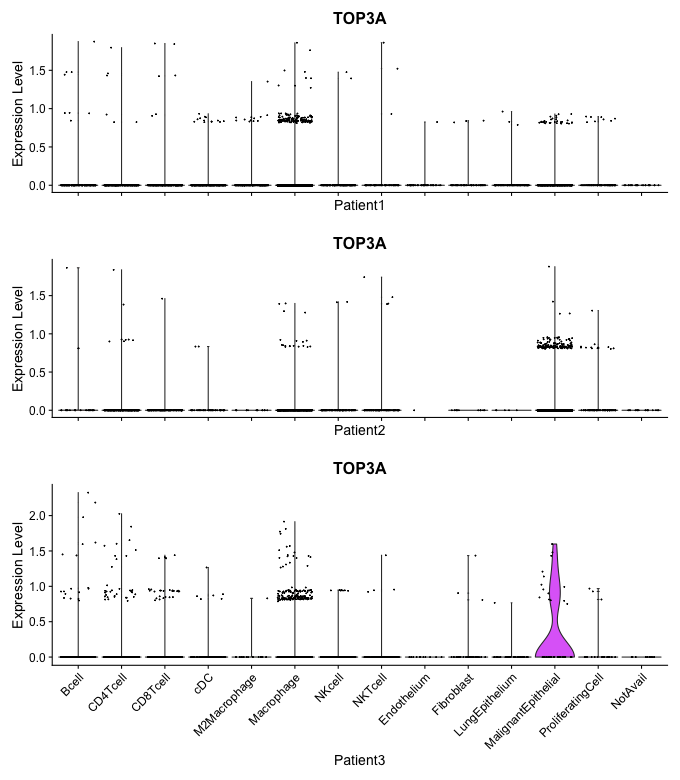 TOP3A
Expression Level
1.5
1.0
0.5
0.0
Patient1
TOP3A
Expression Level
1.5
1.0
0.5
0.0
Patient2
TOP3A
Expression Level
2.0
1.5
1.0
0.5
0.0
Bcell
CD4Tcell
CD8Tcell
cDC
M2Macrophage
Macrophage
NKcell
NKTcell
Endothelium
Fibroblast
LungEpithelium
MalignantEpithelial
ProliferatingCell
NotAvail
Patient3